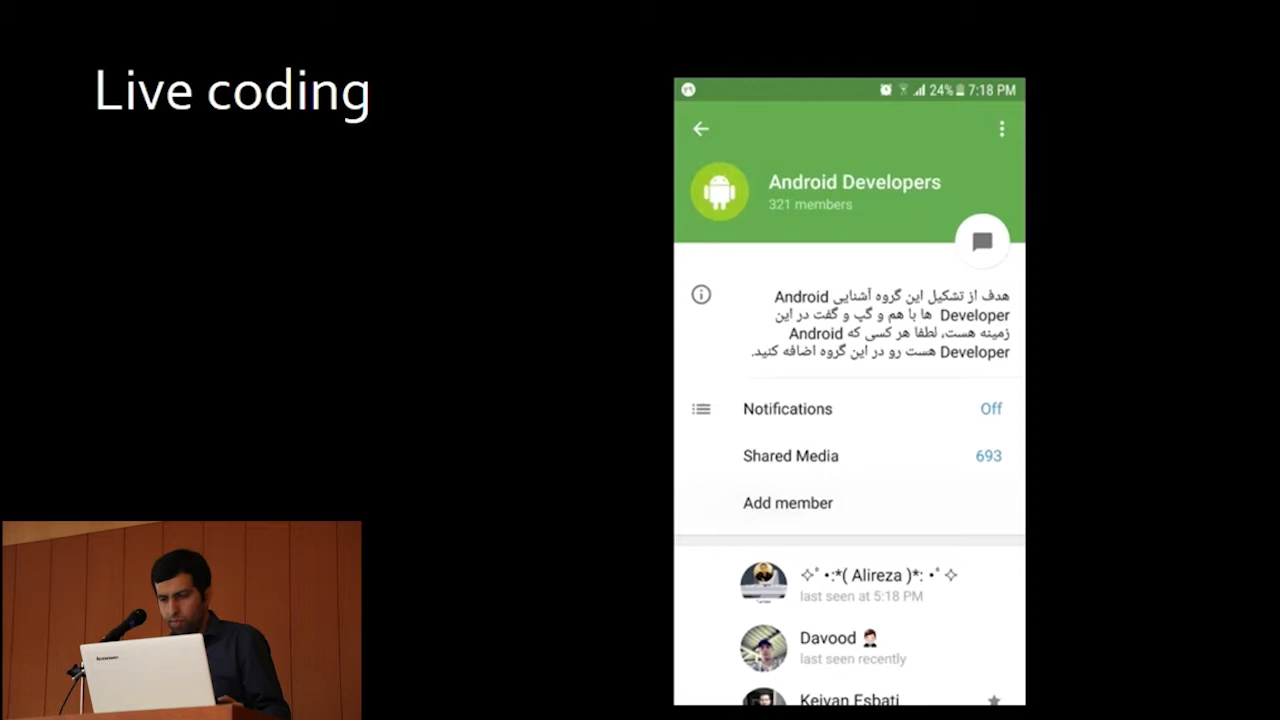 Live coding
24% 7:18 PM
Android Developers
321 members
هدف از تشکیل این گروه آشنایی Android
Developer ها با هم و گپ و گفت در این
زمینه هست، لطفا هر کسی که Android
Developer هست رو در این گروه اضافه کنید.
Notifications Off
Shared Media 693
Add member
✧˚ •:*( Alireza )*: •˚ ✧
last seen at 5:18 PM
Davood
last seen recently
Keivan Esbati
lenovo